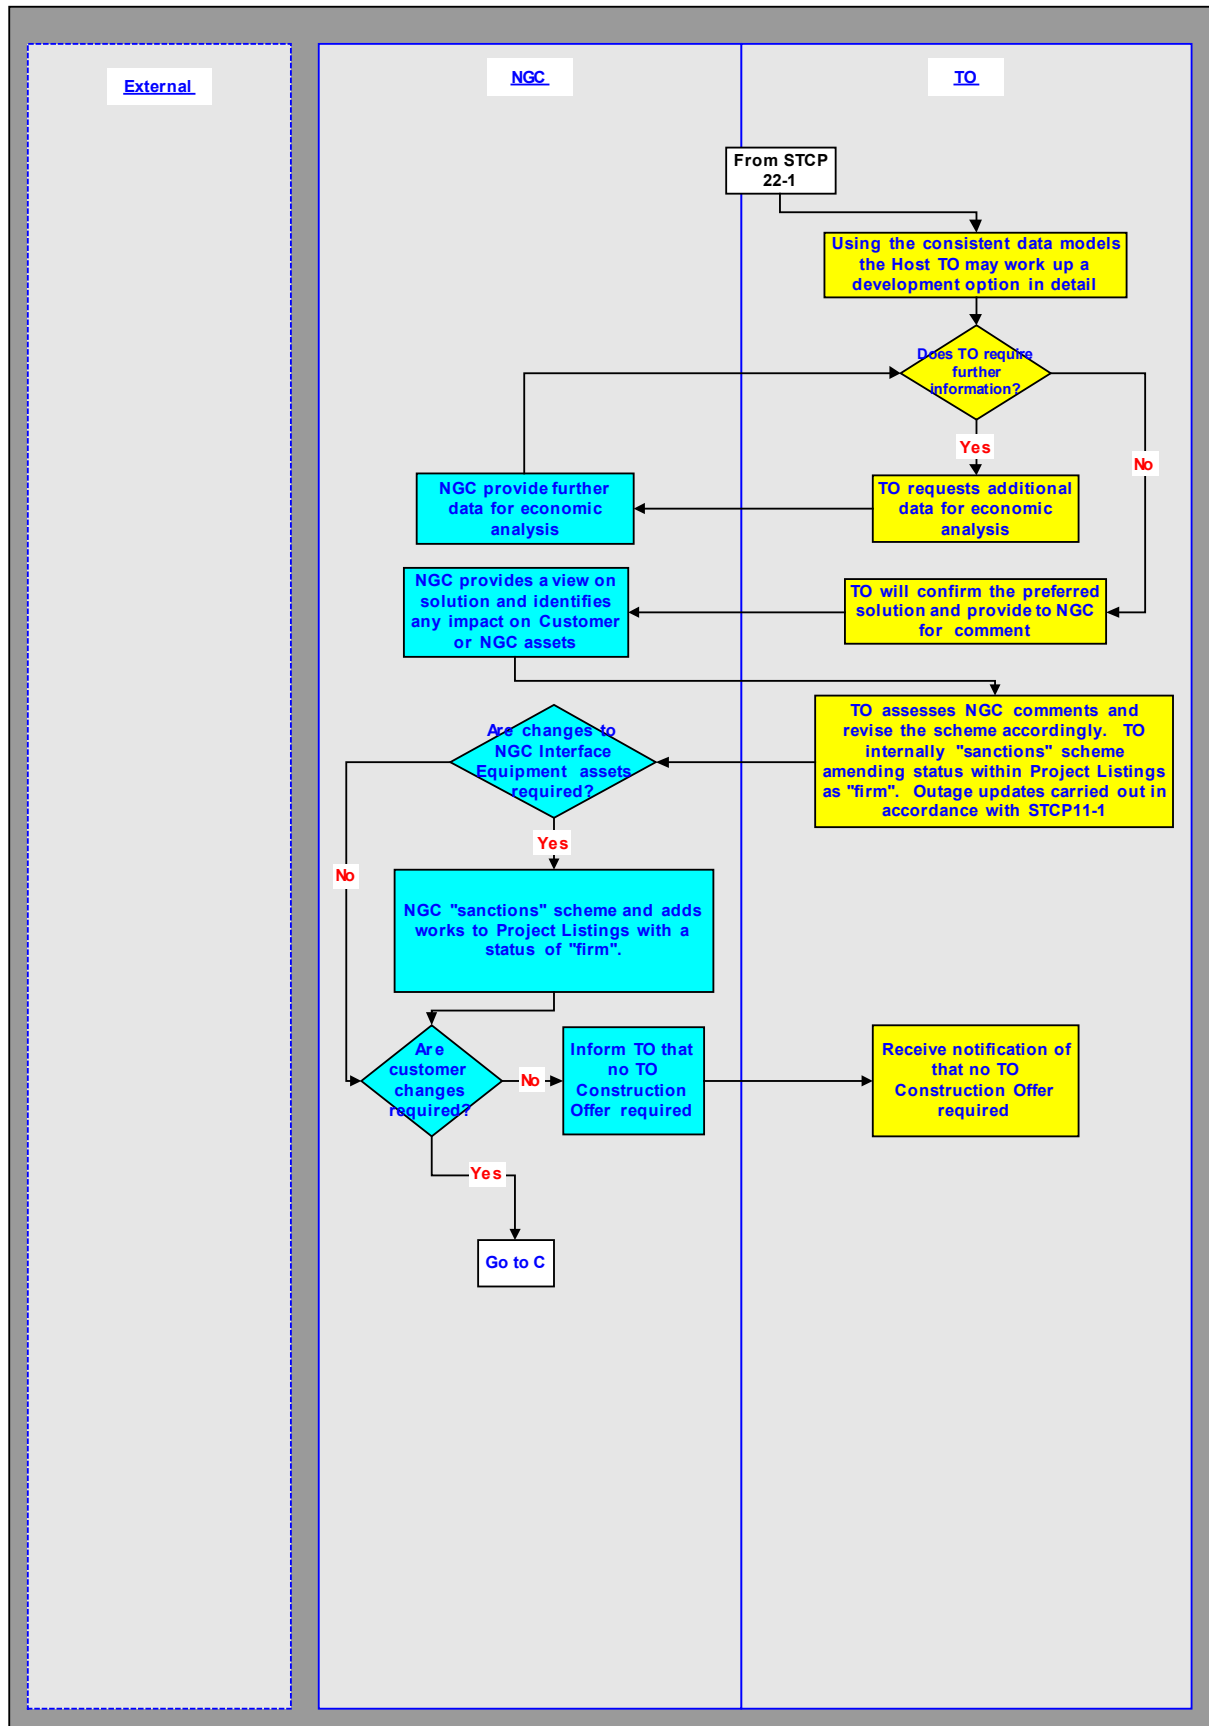 External
NGC
TO
From STCP
22-1
Using the consistent data models
the Host TO may work up a
development option in detail
Does TO require
further
information?
Yes
No
NGC provide further
data for economic
analysis
TO requests additional
data for economic
analysis
NGC provides a view on
solution and identifies
any impact on Customer
or NGC assets
TO will confirm the preferred
solution and provide to NGC
for comment
TO assesses NGC comments and
revise the scheme accordingly. TO
internally "sanctions" scheme
amending status within Project Listings
as "firm". Outage updates carried out in
accordance with STCP11-1
Are changes to
NGC Interface
Equipment assets
required?
Yes
No
NGC "sanctions" scheme and adds
works to Project Listings with a
status of "firm".
Are
customer
changes
required?
No
Inform TO that
no TO
Construction
Offer required
Receive notification of
that no TO
Construction Offer
required
Yes
Go to C